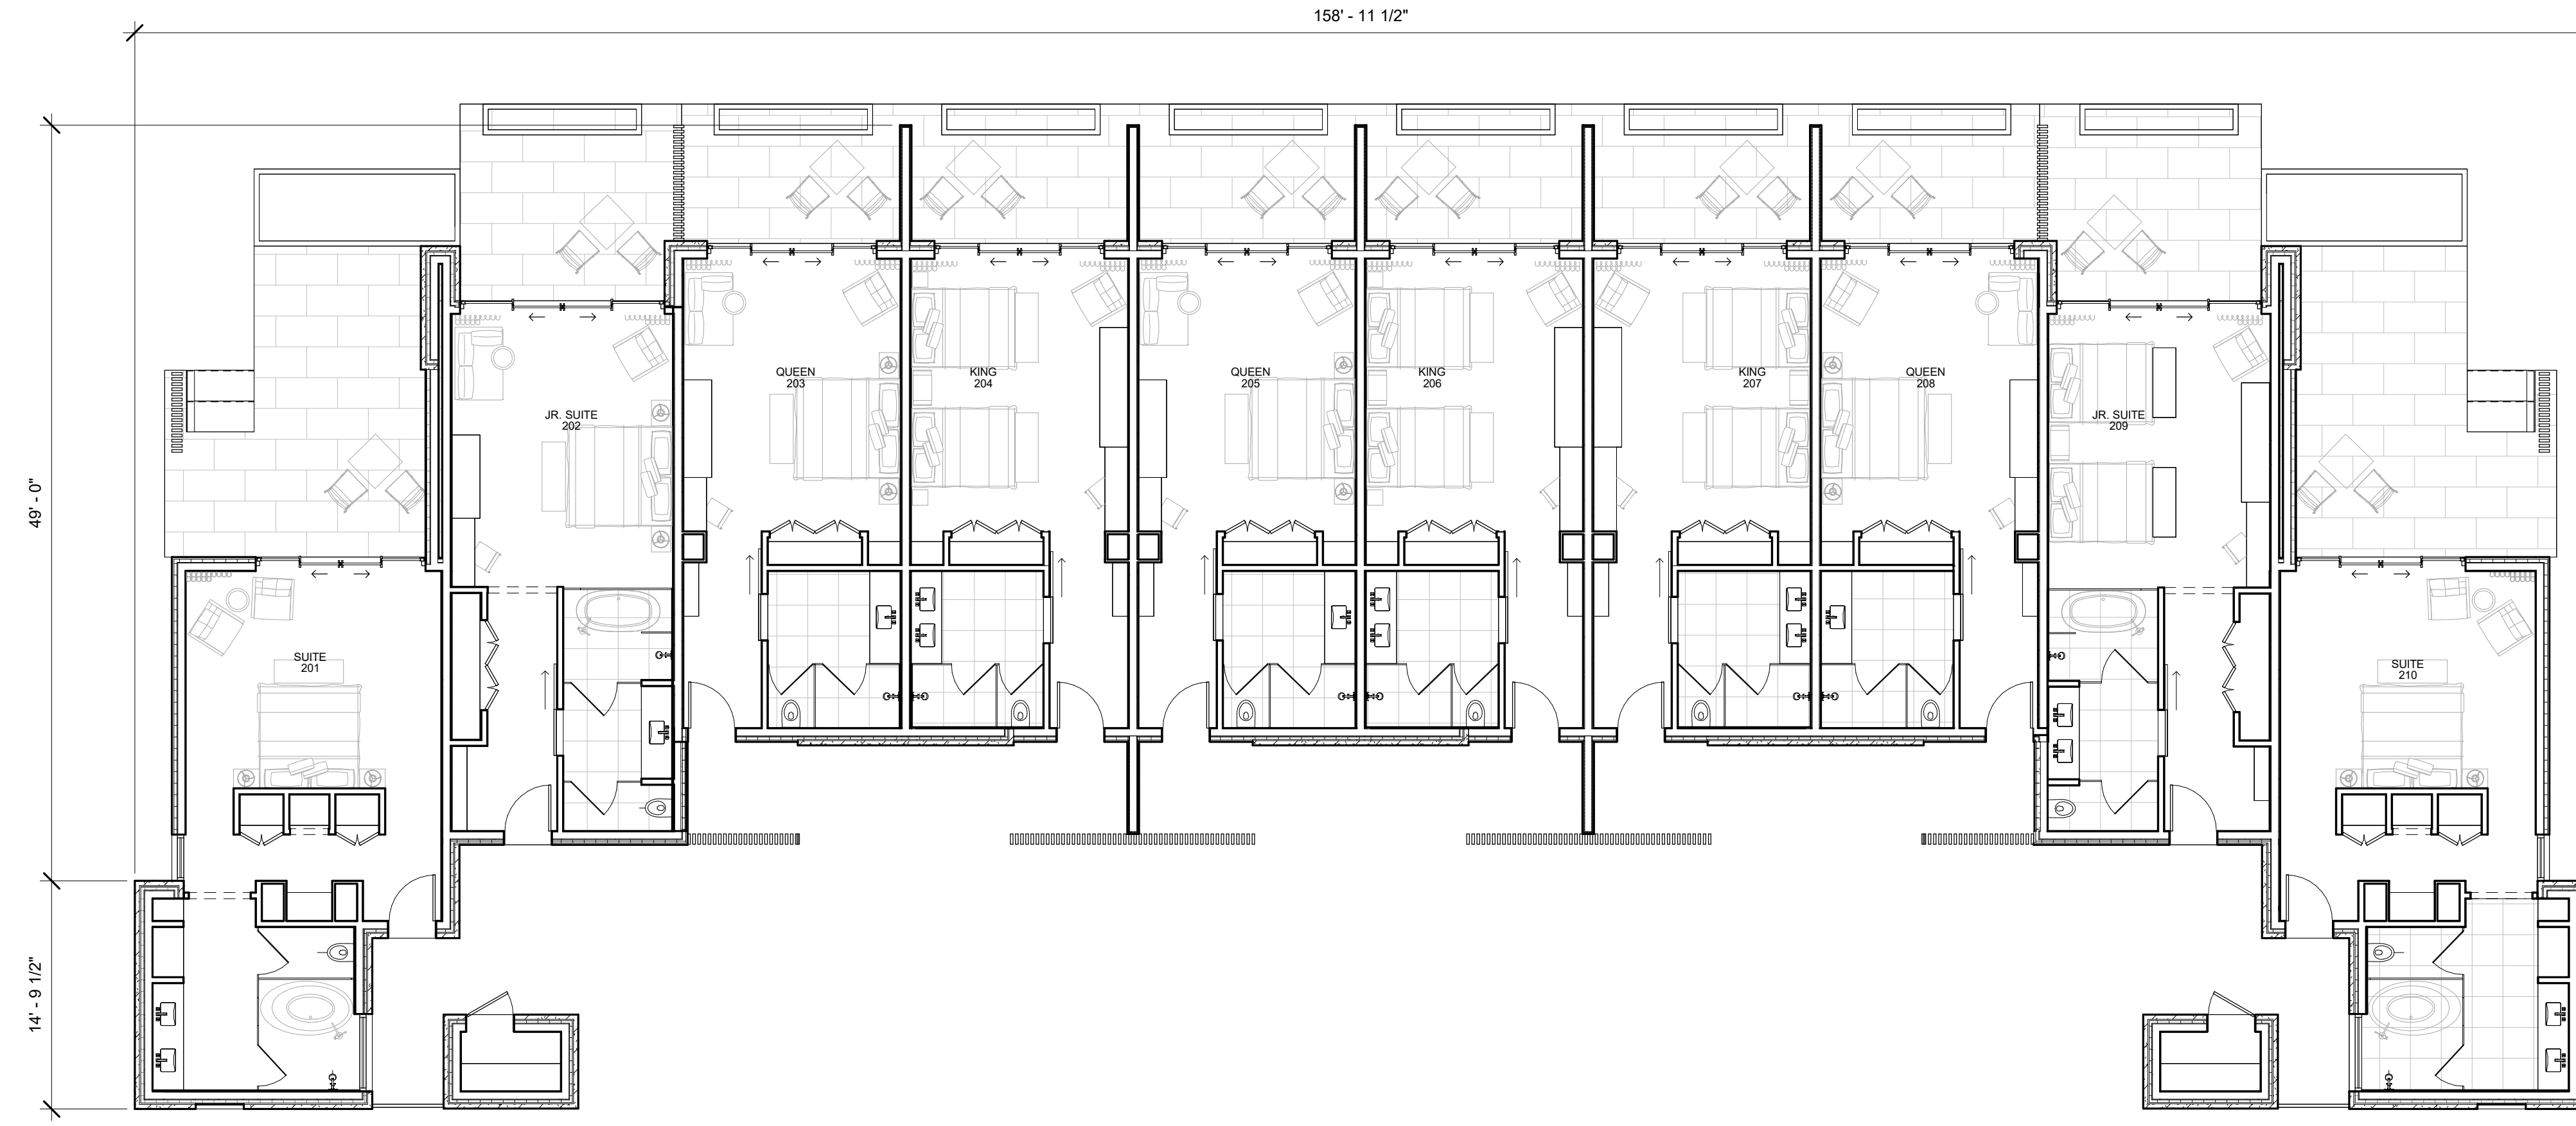 158' - 11 1/2"
49' - 0"
14' - 9 1/2"
SUITE
201
JR. SUITE
202
QUEEN
203
KING
204
QUEEN
205
KING
206
KING
207
QUEEN
208
JR. SUITE
209
SUITE
210